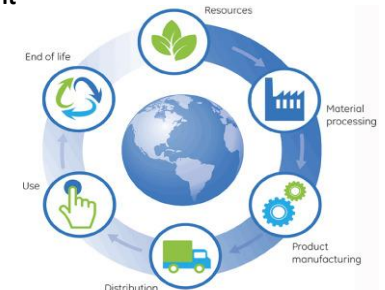 Resources
Material
processing
Product
manufacturing
Distribution
Use
End of life